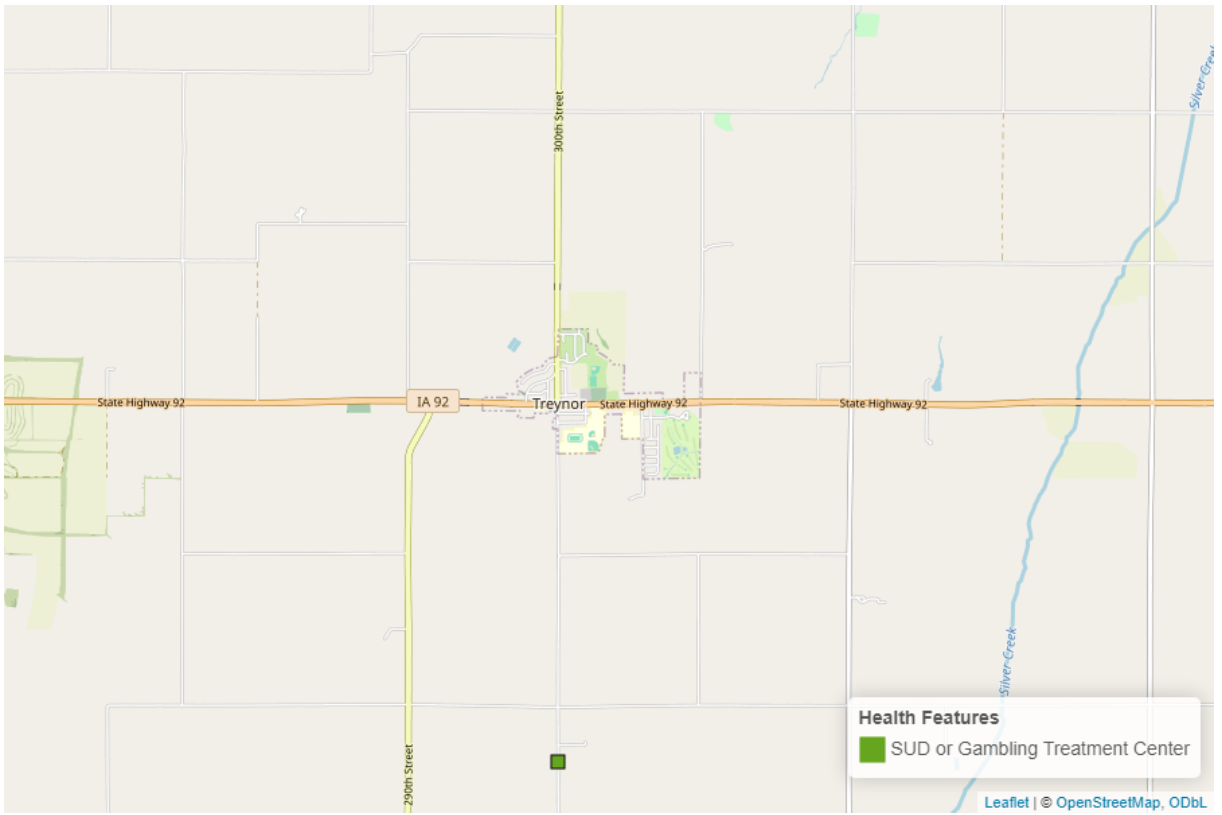 Silver Creek
300th Street
State Highway 92
IA 92
Treynor
State Highway 92
State Highway 92
Silver Creek
290th Street
Health Features
SUD or Gambling Treatment Center
Leaflet | © OpenStreetMap, ODbL